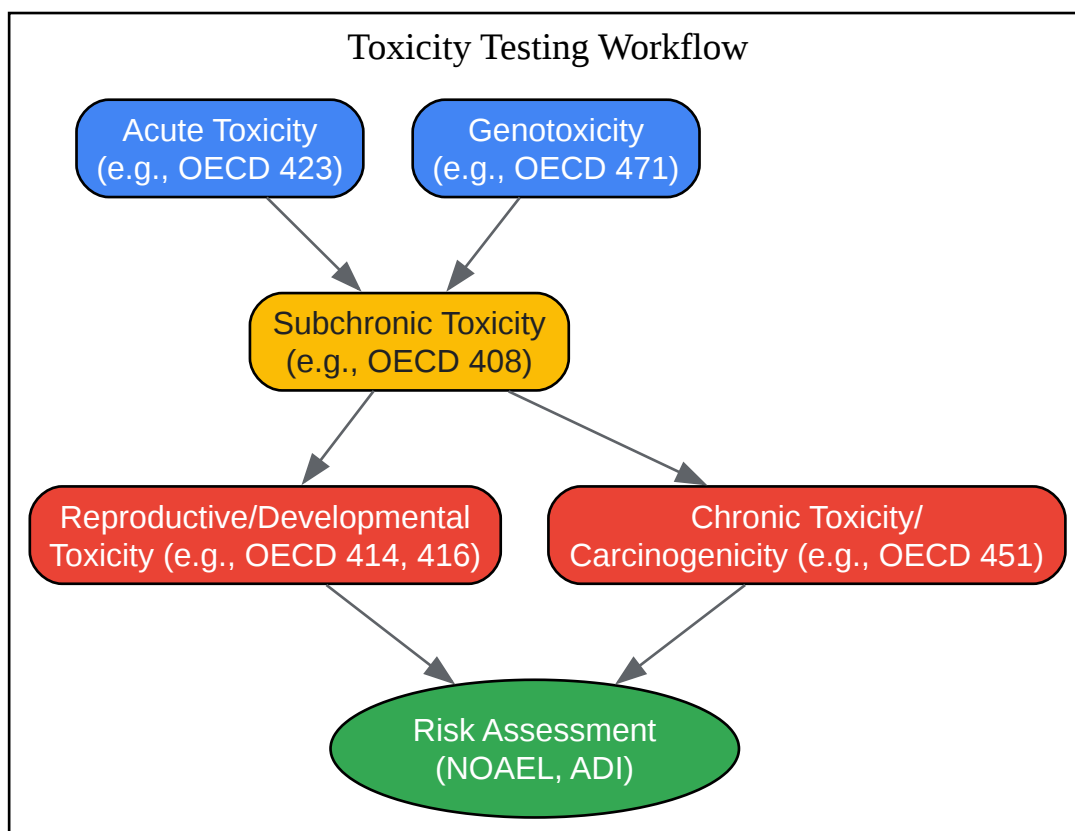 Toxicity Testing Workflow
Acute Toxicity
(e.g., OECD 423)
Genotoxicity
(e.g., OECD 471)
Subchronic Toxicity
(e.g., OECD 408)
Reproductive/Developmental
Toxicity (e.g., OECD 414, 416)
Chronic Toxicity/
Carcinogenicity (e.g., OECD 451)
Risk Assessment
(NOAEL, ADI)